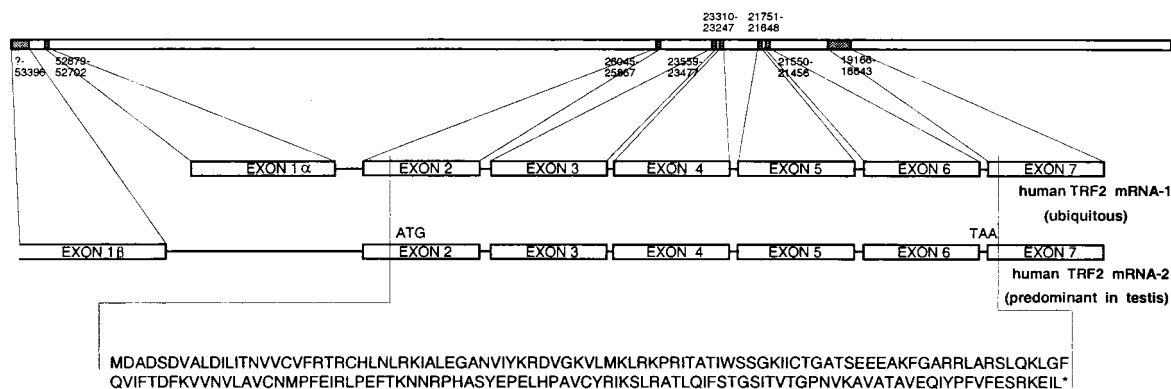 23310- 21751-
23247 21648
?- 52879- 26045- 23559- 21550- 19166-
53396 52702 25867 23477 21456 18643
EXON 1α EXON 2 EXON 3 EXON 4 EXON 5 EXON 6 EXON 7
human TRF2 mRNA-1
(ubiquitous)
ATG TAA
EXON 1β EXON 2 EXON 3 EXON 4 EXON 5 EXON 6 EXON 7
human TRF2 mRNA-2
(predominant in testis)
MDADSDVALDILITNVVCVFRTRCHLNLRKIALEGANVIYKRDVGKVLMKLRKPRITATIWSSGKIICTGATSEEEAKFGARRLARSLQKLGF
QVIFTDFKVVNVLAVCNMPFEIRLPEFTKNNRPHASYEPELHPAVCYRIKSLRATLQIFSTGSITVTGPNVKAVATAVEQIYPFVFESRKEIL*